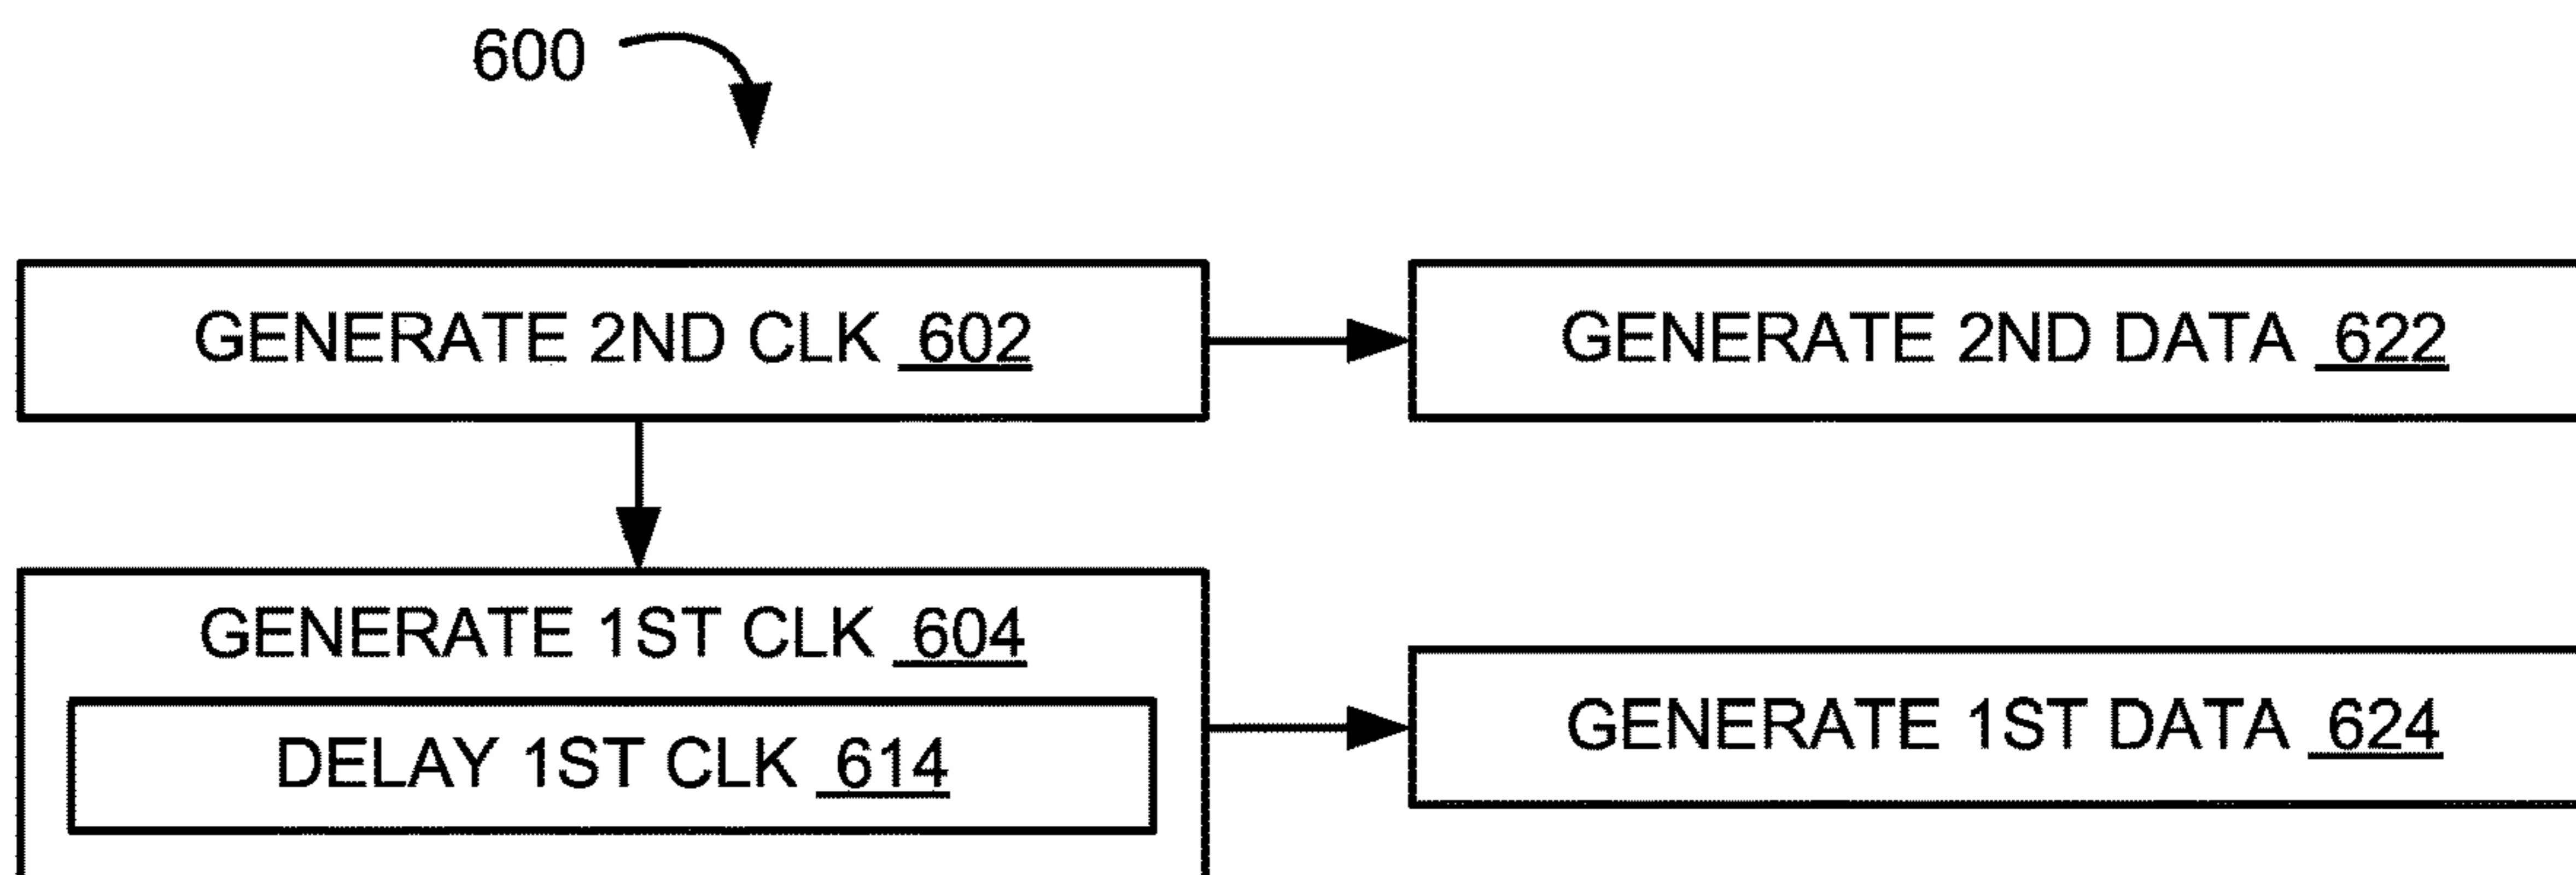 600
GENERATE 2ND CLK 602
GENERATE 2ND DATA 622
GENERATE 1ST CLK 604
DELAY 1ST CLK 614
GENERATE 1ST DATA 624